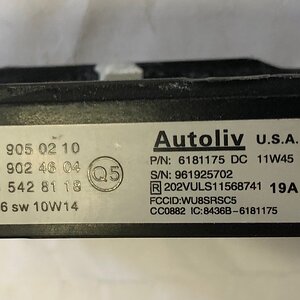 905 02 10
902 46 04
542 81 18
Q5
6 sw 10W14
Autoliv U.S.A.
P/N: 6181175 DC 11W45
S/N: 961925702
R 202VULS11568741 19A
FCCID:WU8SRSC5
CC0882 IC:8436B-6181175